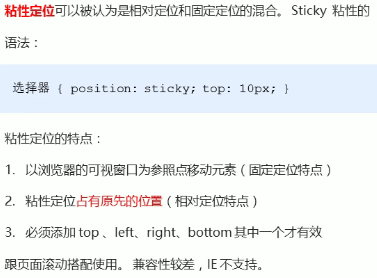 粘性定位可以被认为是相对定位和固定定位的混合。 Sticky 粘性的
语法：
选择器 { position: sticky; top: 10px; }
粘性定位的特点：
1. 以浏览器的可视窗口为参照点移动元素（固定定位特点）
2. 粘性定位占有原先的位置（相对定位特点）
3. 必须添加 top 、left、right、bottom 其中一个才有效
跟页面滚动搭配使用。 兼容性较差，IE 不支持。